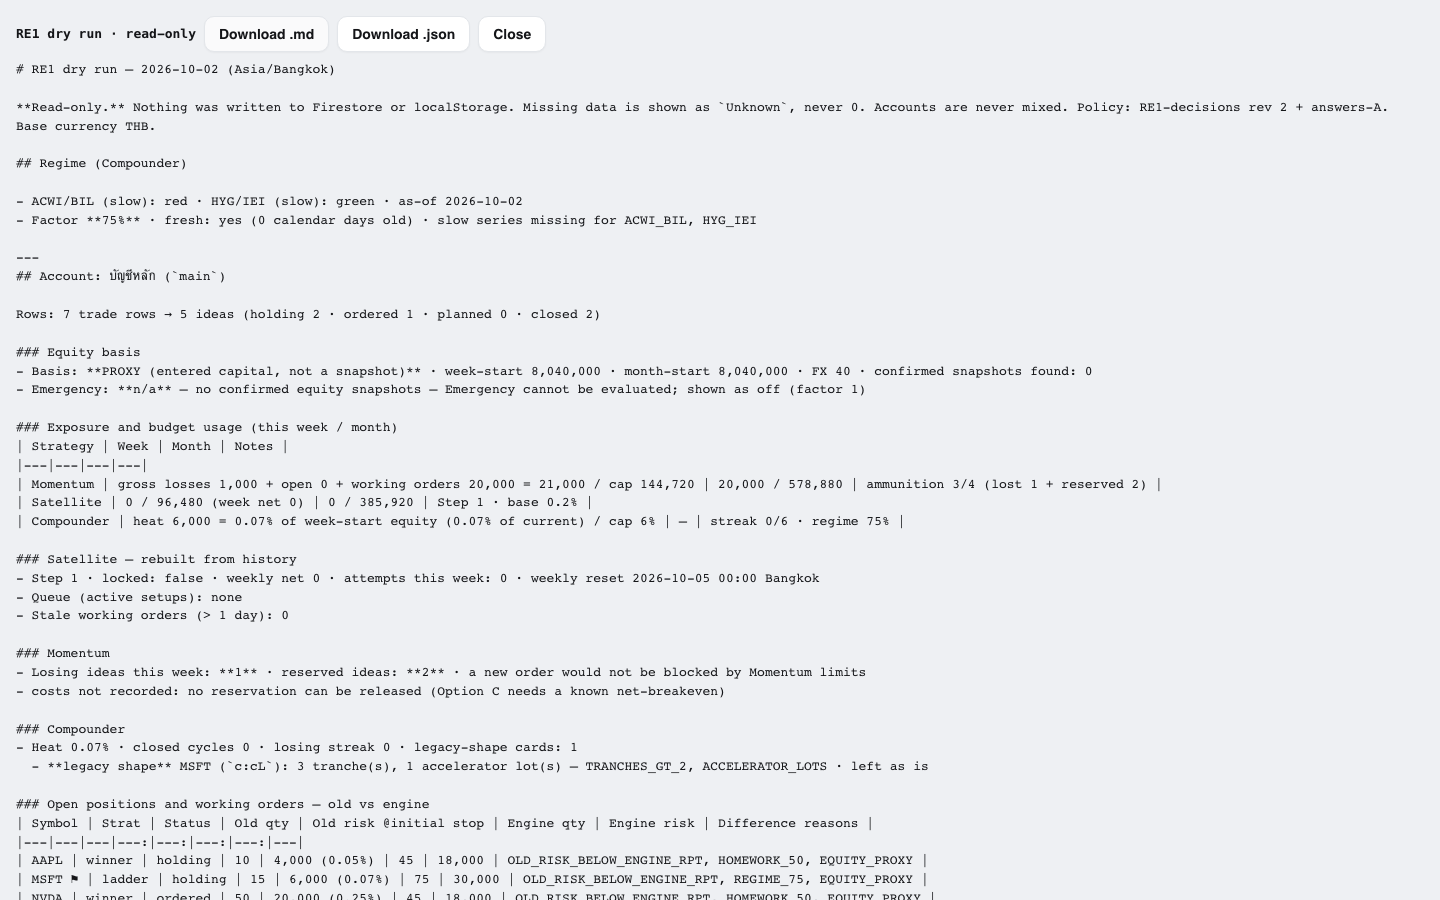 RE1 dry run · read-only Download .md Download .json Close
# RE1 dry run — 2026-10-02 (Asia/Bangkok)
**Read-only.** Nothing was written to Firestore or localStorage. Missing data is shown as `Unknown`, never 0. Accounts are never mixed. Policy: RE1-decisions rev 2 + answers-A.
Base currency THB.
## Regime (Compounder)
- ACWI/BIL (slow): red · HYG/IEI (slow): green · as-of 2026-10-02
- Factor **75%** · fresh: yes (0 calendar days old) · slow series missing for ACWI_BIL, HYG_IEI
---
## Account: บัญชีหลัก (`main`)
Rows: 7 trade rows → 5 ideas (holding 2 · ordered 1 · planned 0 · closed 2)
### Equity basis
- Basis: **PROXY (entered capital, not a snapshot)** · week-start 8,040,000 · month-start 8,040,000 · FX 40 · confirmed snapshots found: 0
- Emergency: **n/a** — no confirmed equity snapshots — Emergency cannot be evaluated; shown as off (factor 1)
### Exposure and budget usage (this week / month)
| Strategy | Week | Month | Notes |
|---|---|---|---|
| Momentum | gross losses 1,000 + open 0 + working orders 20,000 = 21,000 / cap 144,720 | 20,000 / 578,880 | ammunition 3/4 (lost 1 + reserved 2) |
| Satellite | 0 / 96,480 (week net 0) | 0 / 385,920 | Step 1 · base 0.2% |
| Compounder | heat 6,000 = 0.07% of week-start equity (0.07% of current) / cap 6% | — | streak 0/6 · regime 75% |
### Satellite — rebuilt from history
- Step 1 · locked: false · weekly net 0 · attempts this week: 0 · weekly reset 2026-10-05 00:00 Bangkok
- Queue (active setups): none
- Stale working orders (> 1 day): 0
### Momentum
- Losing ideas this week: **1** · reserved ideas: **2** · a new order would not be blocked by Momentum limits
- costs not recorded: no reservation can be released (Option C needs a known net-breakeven)
### Compounder
- Heat 0.07% · closed cycles 0 · losing streak 0 · legacy-shape cards: 1
- **legacy shape** MSFT (`c:cL`): 3 tranche(s), 1 accelerator lot(s) — TRANCHES_GT_2, ACCELERATOR_LOTS · left as is
### Open positions and working orders — old vs engine
| Symbol | Strat | Status | Old qty | Old risk @initial stop | Engine qty | Engine risk | Difference reasons |
|---|---|---|---:|---:|---:|---:|---|
| AAPL | winner | holding | 10 | 4,000 (0.05%) | 45 | 18,000 | OLD_RISK_BELOW_ENGINE_RPT, HOMEWORK_50, EQUITY_PROXY |
| MSFT ⚑ | ladder | holding | 15 | 6,000 (0.07%) | 75 | 30,000 | OLD_RISK_BELOW_ENGINE_RPT, REGIME_75, EQUITY_PROXY |
| NVDA | winner | ordered | 50 | 20,000 (0.25%) | 45 | 18,000 | OLD_RISK_BELOW_ENGINE_RPT, HOMEWORK_50, EQUITY_PROXY |